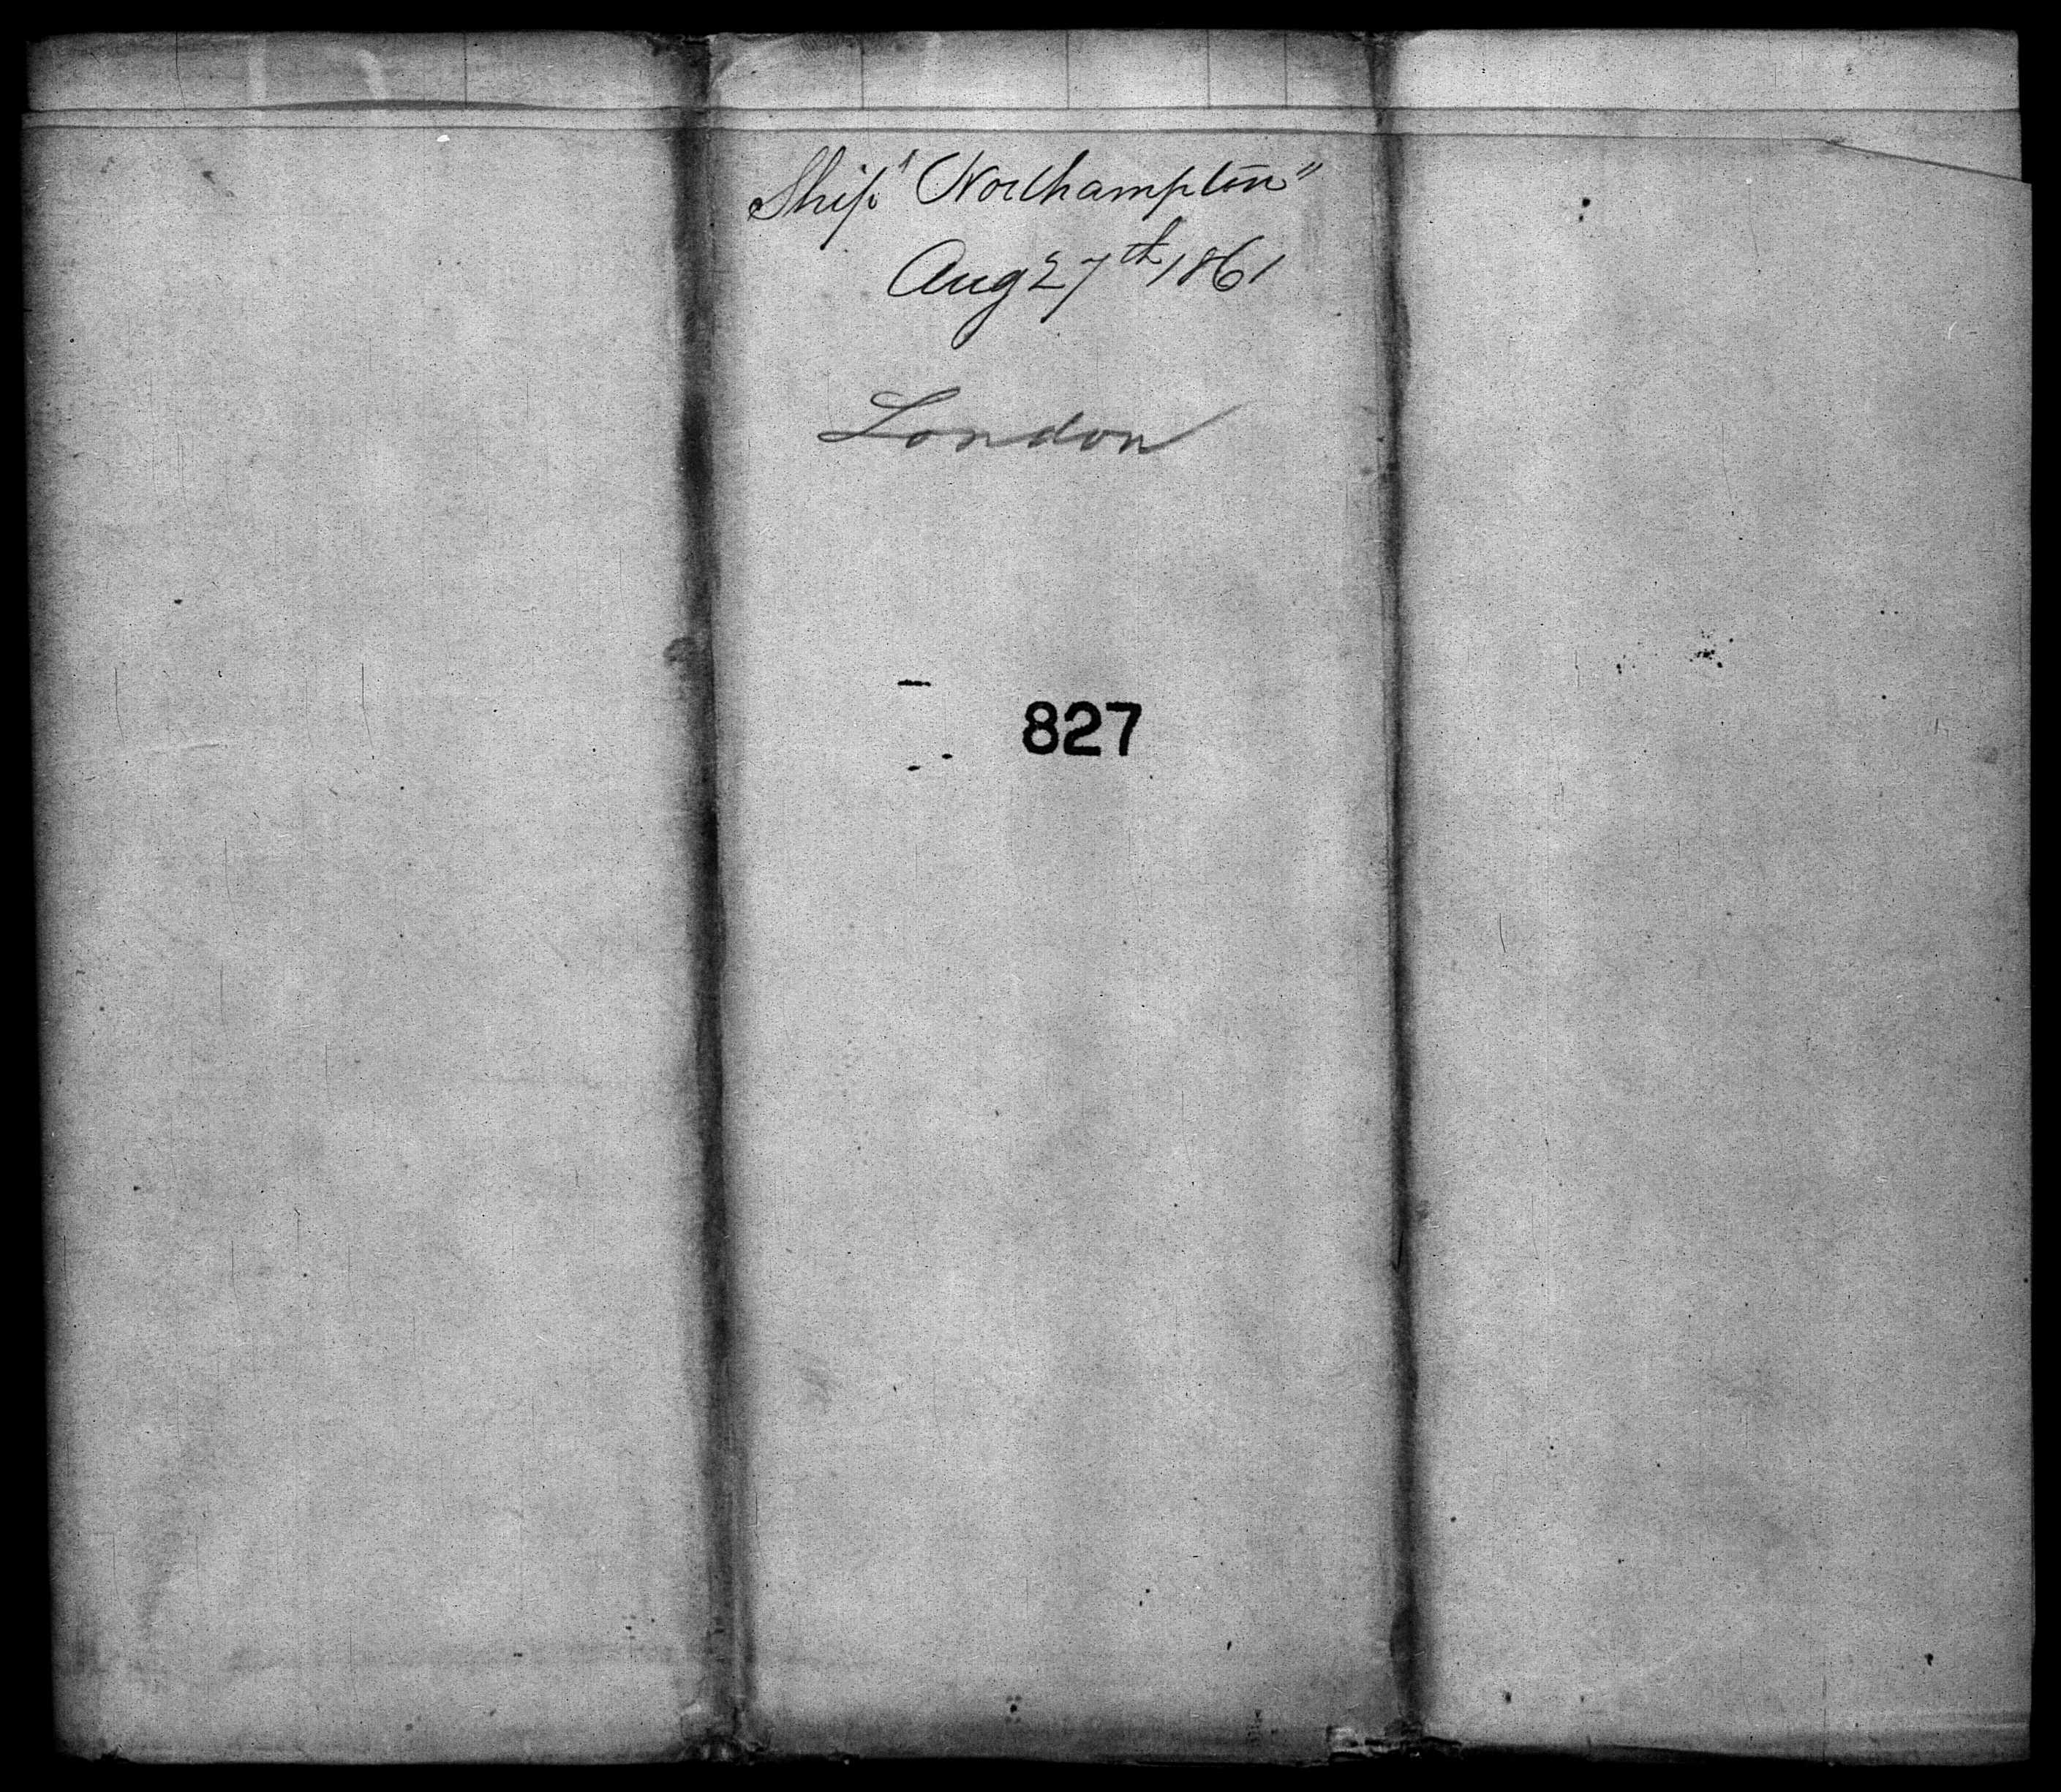 Ship "Northampton"
Aug 27th 1861
London
827